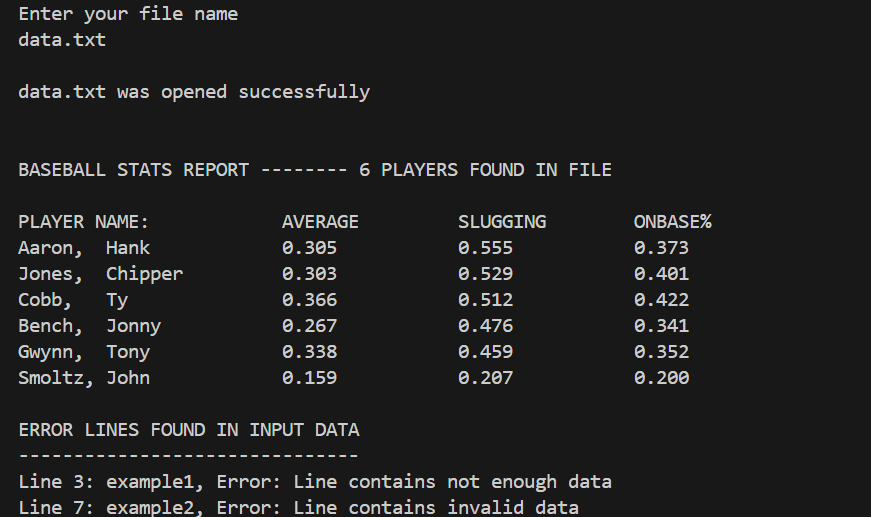 Enter your file name
data.txt
data.txt was opened successfully
BASEBALL STATS REPORT -------- 6 PLAYERS FOUND IN FILE
PLAYER NAME: AVERAGE SLUGGING ONBASE%
Aaron, Hank 0.305 0.555 0.373
Jones, Chipper 0.303 0.529 0.401
Cobb, Ty 0.366 0.512 0.422
Bench, Jonny 0.267 0.476 0.341
Gwynn, Tony 0.338 0.459 0.352
Smoltz, John 0.159 0.207 0.200
ERROR LINES FOUND IN INPUT DATA
-------------------------------
Line 3: example1, Error: Line contains not enough data
Line 7: example2, Error: Line contains invalid data